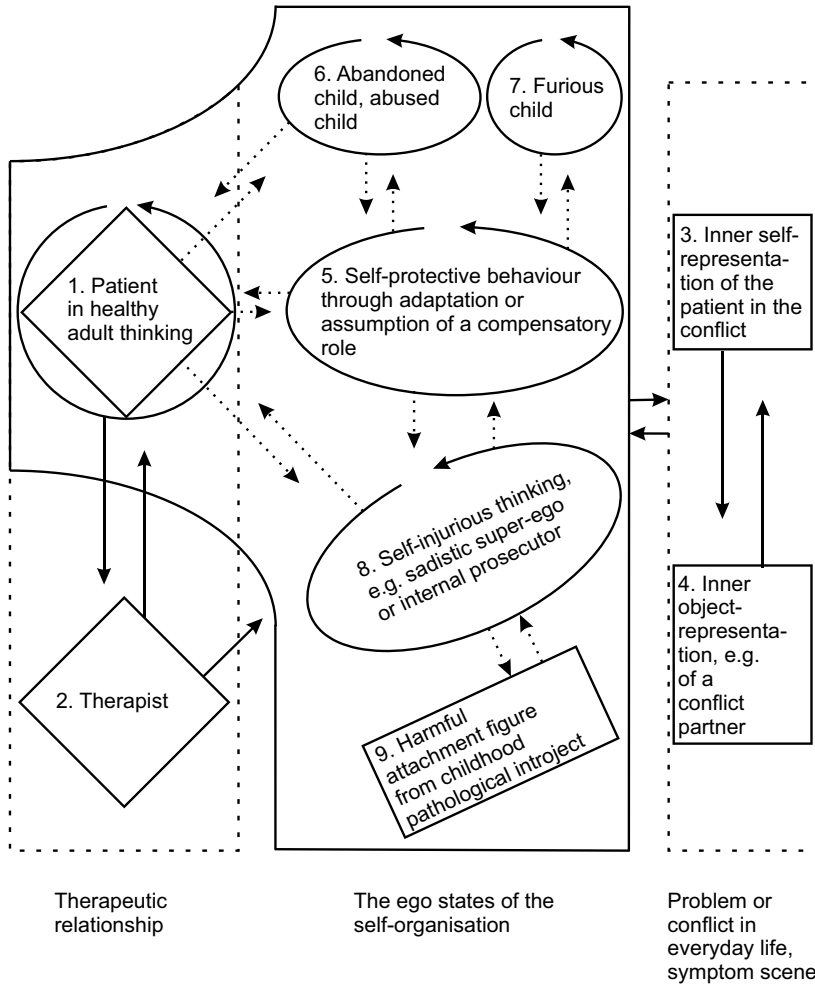 6. Abandoned
child, abused
child
7. Furious
child
1. Patient
in healthy
adult thinking
5. Self-protective behaviour
through adaptation or
assumption of a compensatory
role
3. Inner self-
representa-
tion of the
patient in the
conflict
8. Self-injurious thinking,
e.g. sadistic super-ego
or internal prosecutor
2. Therapist
4. Inner
object-
representa-
tion, e.g.
of a
conflict
partner
9. Harmful
attachment figure
from childhood
pathological introject
Therapeutic
relationship
The ego states of the
self-organisation
Problem or
conflict in
everyday life,
symptom scene